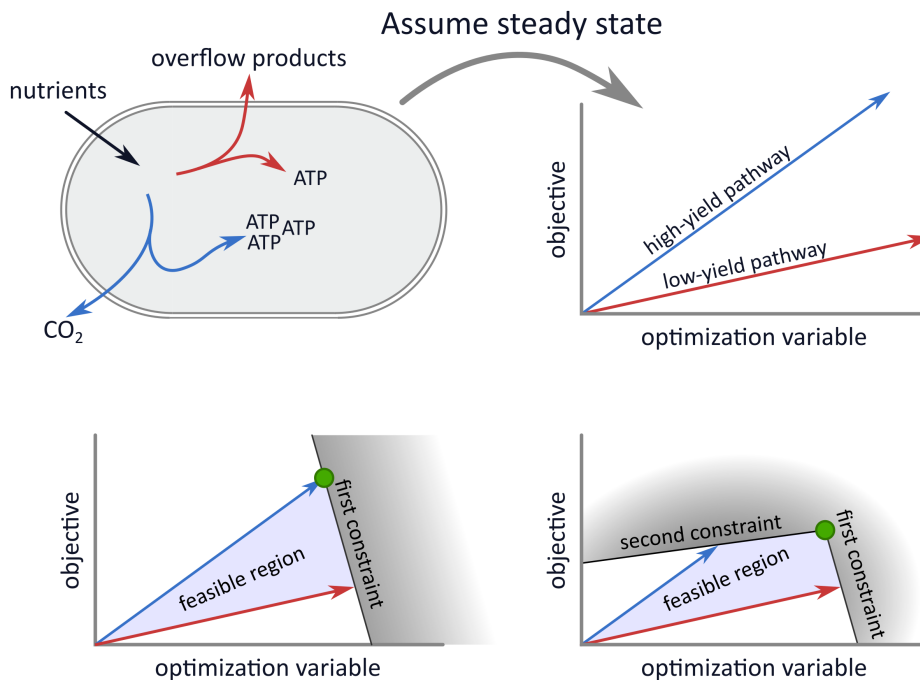 Assume steady state
overflow products
nutrients
ATP
ATP
ATP
ATP
CO₂
objective
high-yield pathway
low-yield pathway
optimization variable
objective
feasible region
first constraint
optimization variable
objective
second constraint
feasible region
first constraint
optimization variable